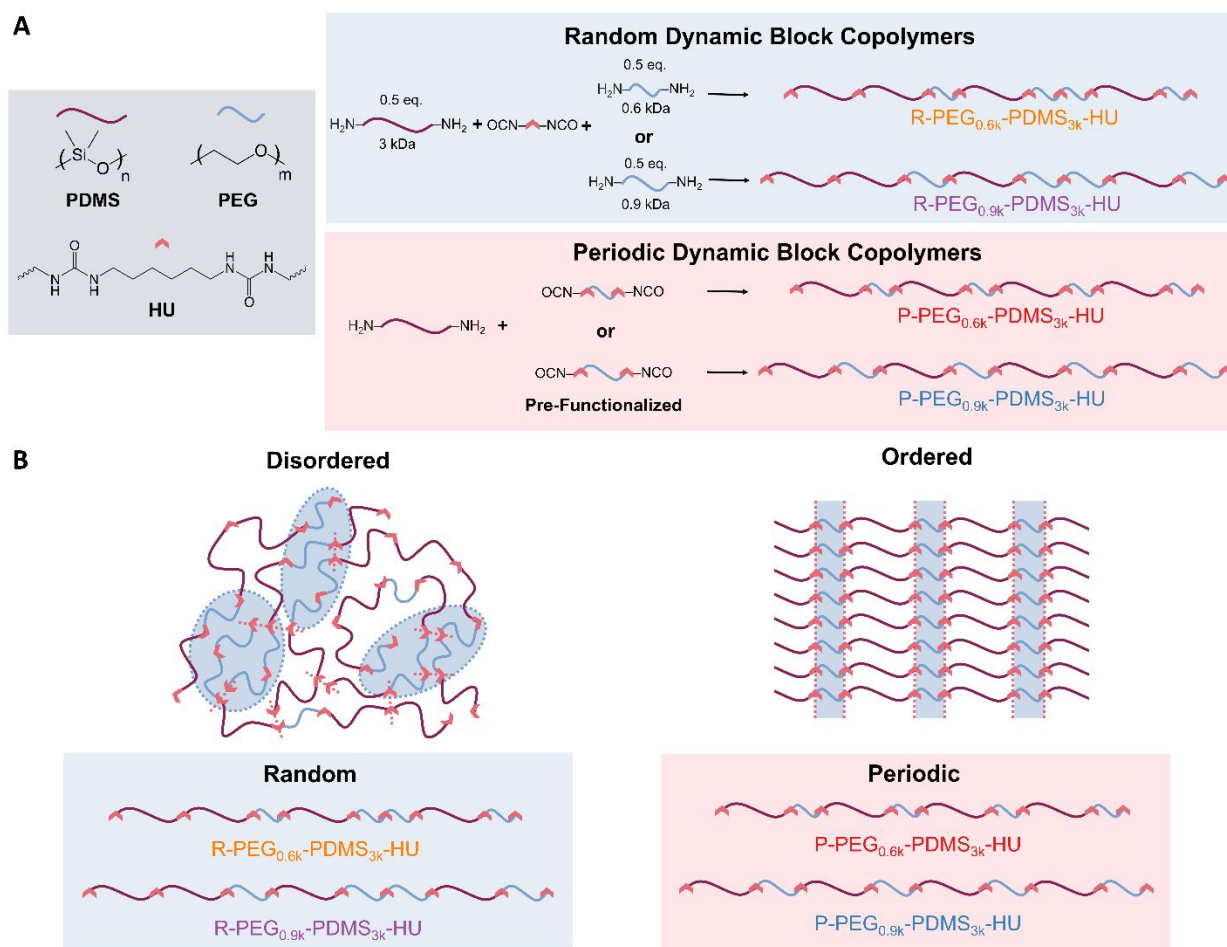 A
PDMS
Si
O
n
PEG
O
m
HU
O
N
H
N
H
H
N
O
H
N
Random Dynamic Block Copolymers
0.5 eq.
H₂N NH₂
3 kDa
+ OCN NCO +
0.5 eq.
H₂N NH₂
0.6 kDa
or
0.5 eq.
H₂N NH₂
0.9 kDa
R-PEG₀.₆ₖ-PDMS₃ₖ-HU
R-PEG₀.₉ₖ-PDMS₃ₖ-HU
Periodic Dynamic Block Copolymers
H₂N NH₂ +
OCN NCO
or
OCN NCO
Pre-Functionalized
P-PEG₀.₆ₖ-PDMS₃ₖ-HU
P-PEG₀.₉ₖ-PDMS₃ₖ-HU
B
Disordered
Ordered
Random
R-PEG₀.₆ₖ-PDMS₃ₖ-HU
R-PEG₀.₉ₖ-PDMS₃ₖ-HU
Periodic
P-PEG₀.₆ₖ-PDMS₃ₖ-HU
P-PEG₀.₉ₖ-PDMS₃ₖ-HU